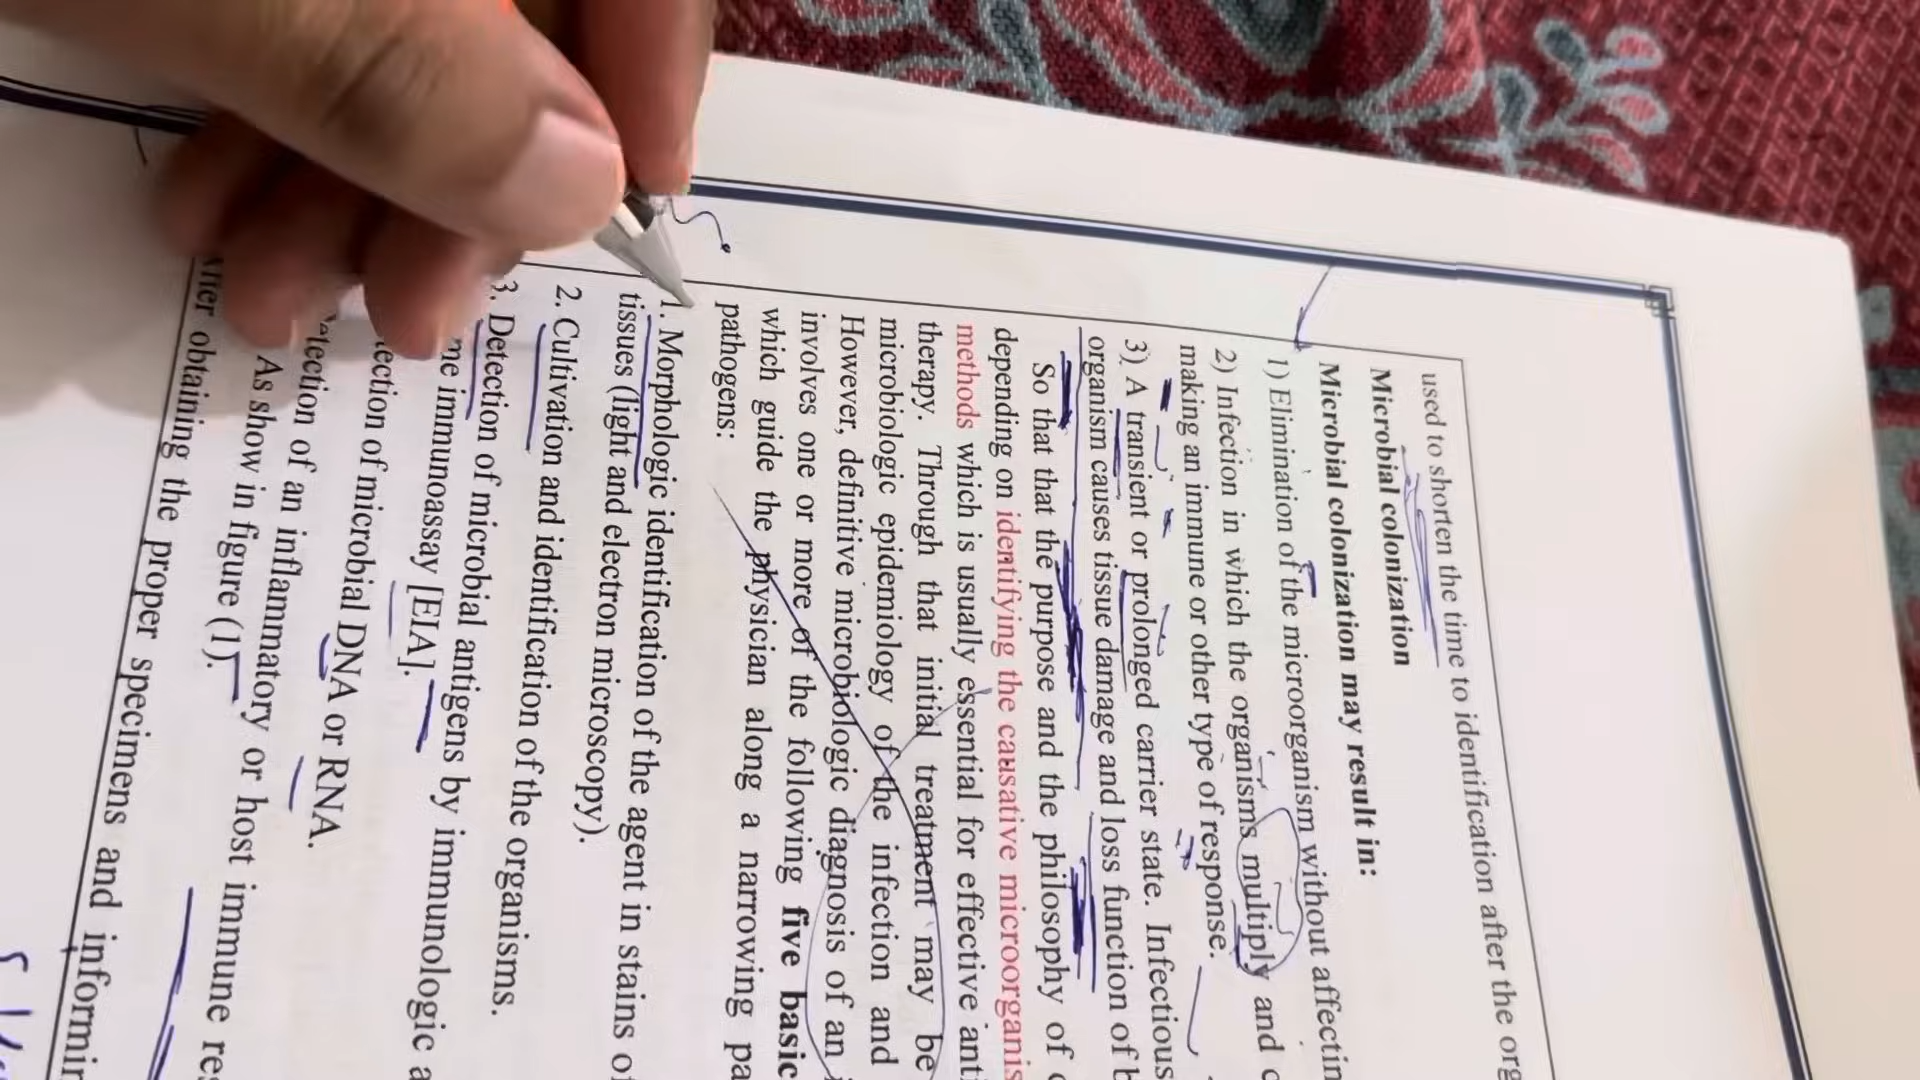 used to shorten the time to identification after the org
Microbial colonization
Microbial colonization may result in:
1) Elimination of the microorganism without affectin
2) Infection in which the organisms multiply and c
making an immune or other type of response.
3) A transient or prolonged carrier state. Infectious
organism causes tissue damage and loss function of b
So that that the purpose and the philosophy of
depending on identifying the causative microorganis
methods which is usually essential for effective anti
therapy. Through that initial treatment may be
microbiologic epidemiology of the infection and
However, definitive microbiologic diagnosis of an i
involves one or more of the following five basic
which guide the physician along a narrowing pa
pathogens:
1. Morphologic identification of the agent in stains of
tissues (light and electron microscopy).
2. Cultivation and identification of the organisms.
3. Detection of microbial antigens by immunologic a
me immunoassay [EIA].
tection of microbial DNA or RNA.
etection of an inflammatory or host immune res
As show in figure (1).
obtaining the proper specimens and informin